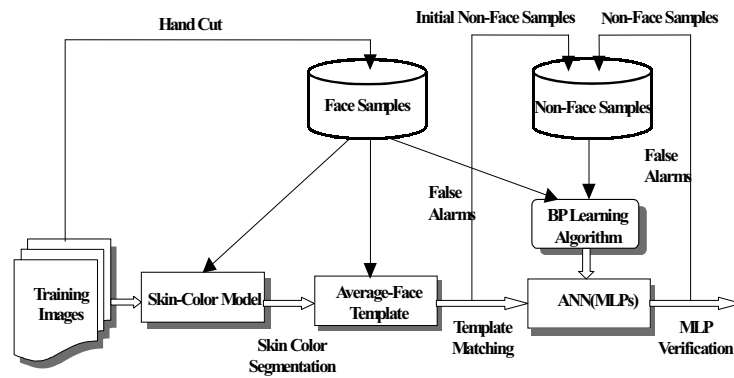 Hand Cut
Initial Non-Face Samples
Non-Face Samples
Face Samples
Non-Face Samples
False
Alarms
False
Alarms
BP Learning
Algorithm
Training
Images
Skin-Color Model
Average-Face
Template
ANN(MLPs)
Skin Color
Segmentation
Template
Matching
MLP
Verification